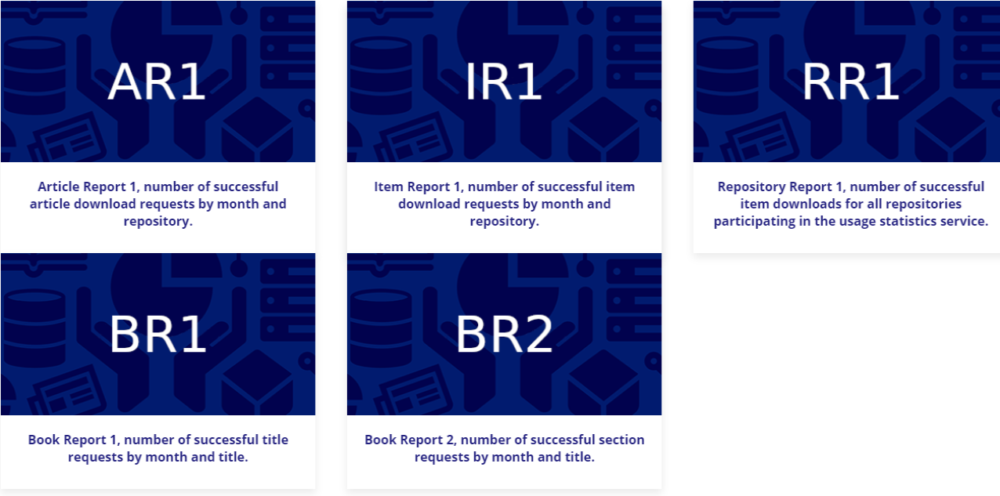 AR1
Article Report 1, number of successful
article download requests by month and
repository.
IR1
Item Report 1, number of successful item
download requests by month and
repository.
RR1
Repository Report 1, number of successful
item downloads for all repositories
participating in the usage statistics service.
BR1
Book Report 1, number of successful title
requests by month and title.
BR2
Book Report 2, number of successful section
requests by month and title.